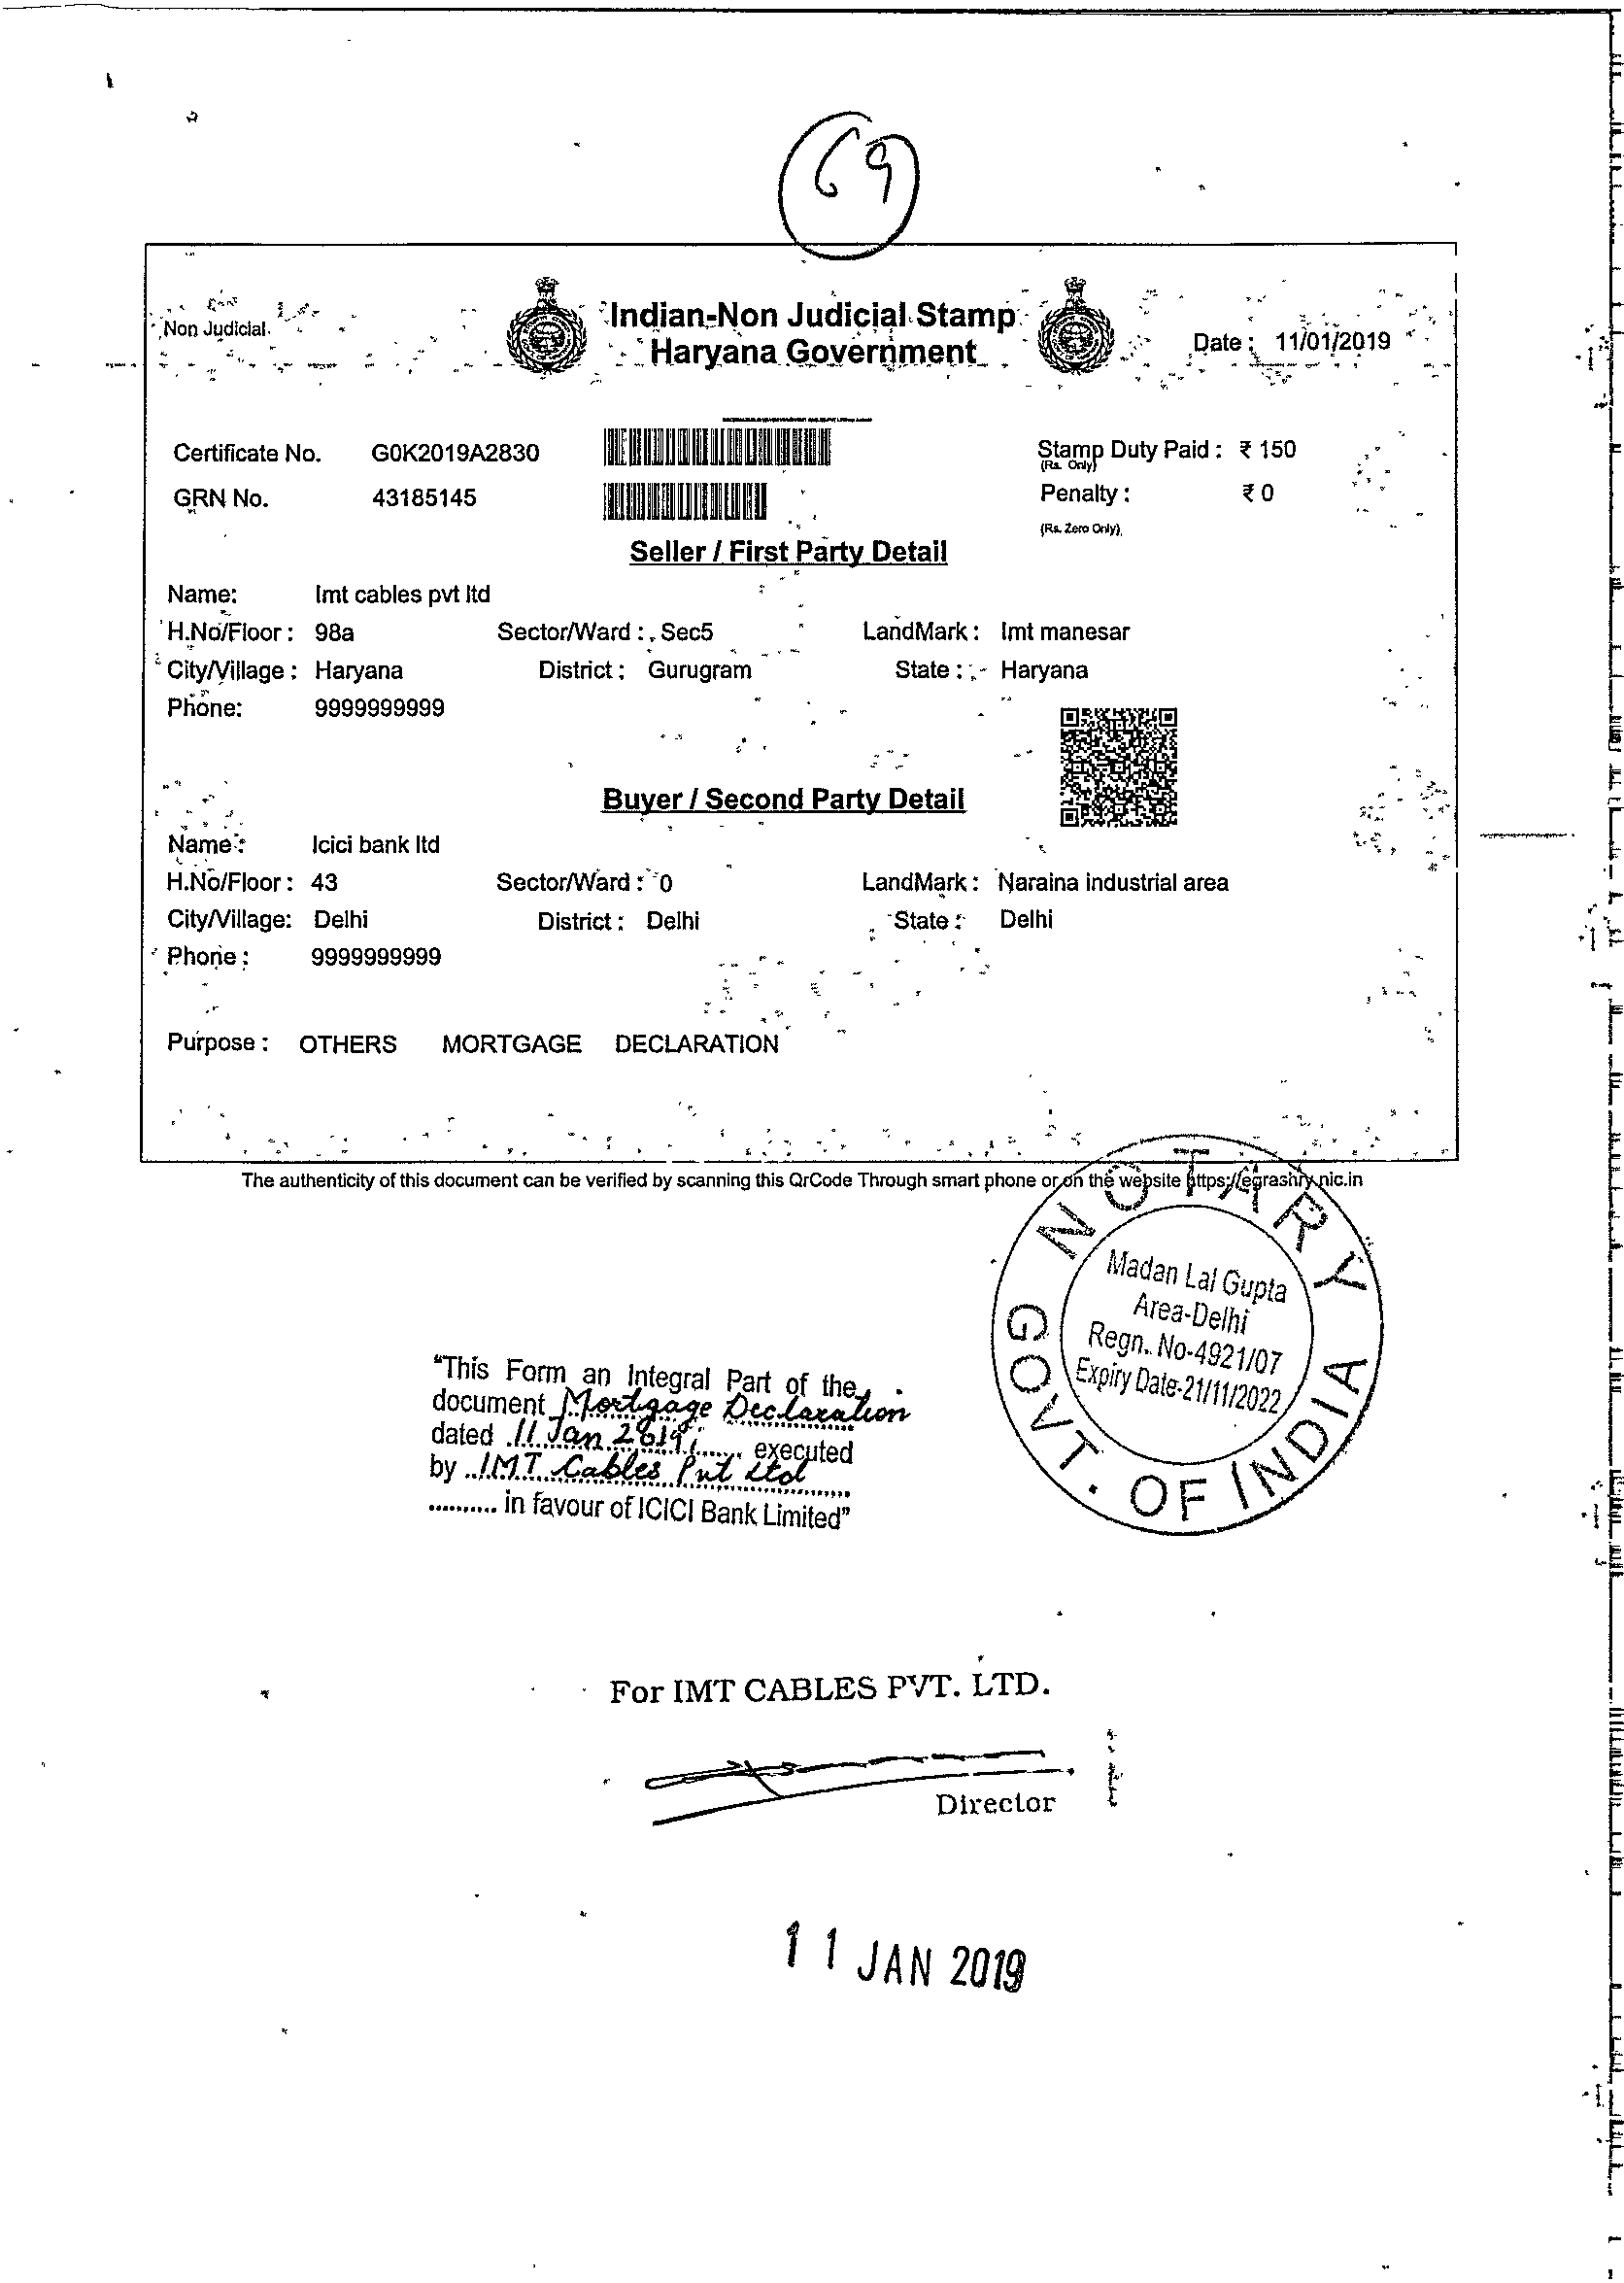 69
Non Judicial
Indian-Non Judicial Stamp
Haryana Government
Date : 11/01/2019
Certificate No. G0K2019A2830
Stamp Duty Paid : ₹ 150
(Rs. Only)
GRN No. 43185145
Penalty : ₹ 0
(Rs. Zero Only)
Seller / First Party Detail
Name: Imt cables pvt ltd
H.No/Floor : 98a Sector/Ward : Sec5 LandMark : Imt manesar
City/Village : Haryana District : Gurugram State : Haryana
Phone: 9999999999
Buyer / Second Party Detail
Name : Icici bank ltd
H.No/Floor : 43 Sector/Ward : 0 LandMark : Naraina industrial area
City/Village: Delhi District : Delhi State : Delhi
Phone : 9999999999
Purpose : OTHERS MORTGAGE DECLARATION
The authenticity of this document can be verified by scanning this QrCode Through smart phone or on the website https://egrashry.nic.in
NOTARY
Madan Lal Gupta
Area-Delhi
Regn. No-4921/07
Expiry Date-21/11/2022
GOVT. OF INDIA
"This Form an Integral Part of the
document Mortgage Declaration
dated 11 Jan 2019 executed
by IMT Cables Pvt Ltd
.......... in favour of ICICI Bank Limited"
For IMT CABLES PVT. LTD.
Director
11 JAN 2019